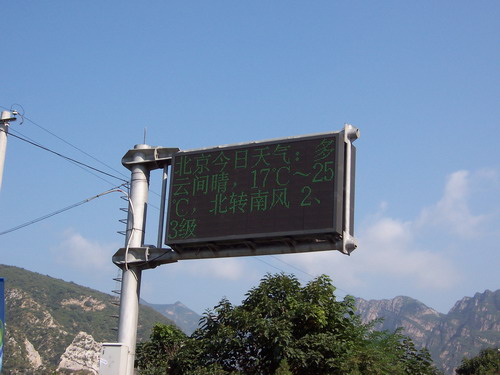 北京今日天气：多
云间晴，17℃～25
℃，北转南风 2、
3级